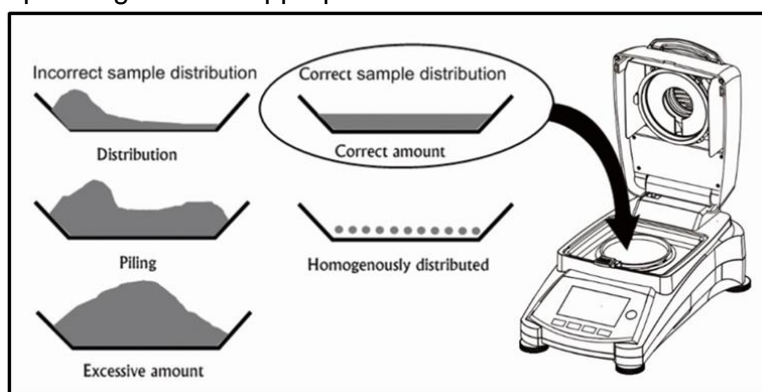 Incorrect sample distribution
Distribution
Piling
Excessive amount
Correct sample distribution
Correct amount
Homogenously distributed